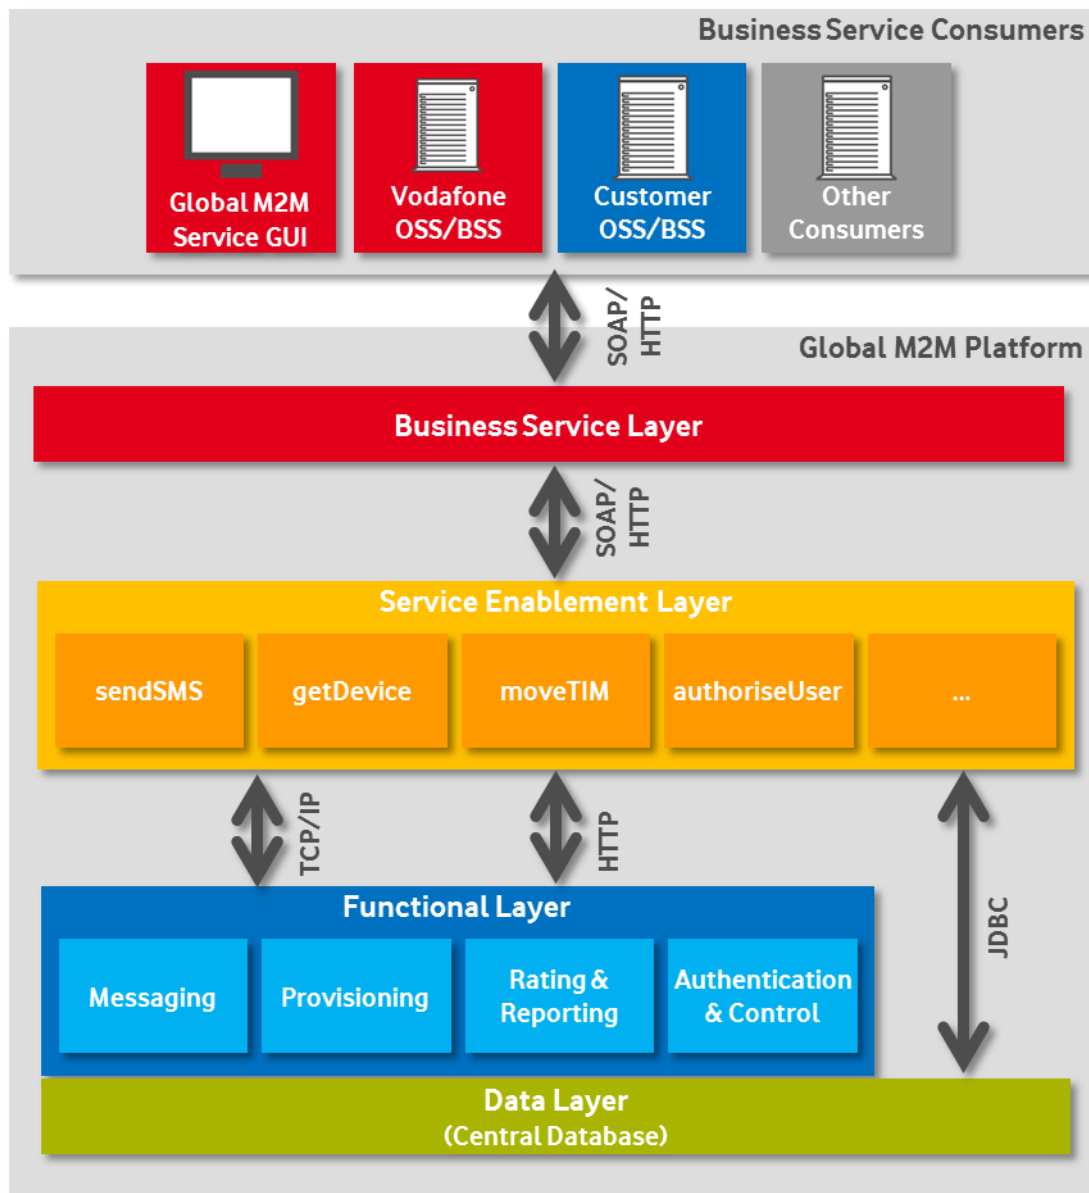 Business Service Consumers
Global M2M
Service GUI
Vodafone
OSS/BSS
Customer
OSS/BSS
Other
Consumers
SOAP/
HTTP
Global M2M Platform
Business Service Layer
SOAP/
HTTP
Service Enablement Layer
sendSMS
getDevice
moveTIM
authoriseUser
...
TCP/IP
HTTP
JDBC
Functional Layer
Messaging
Provisioning
Rating &
Reporting
Authentication
& Control
Data Layer
(Central Database)